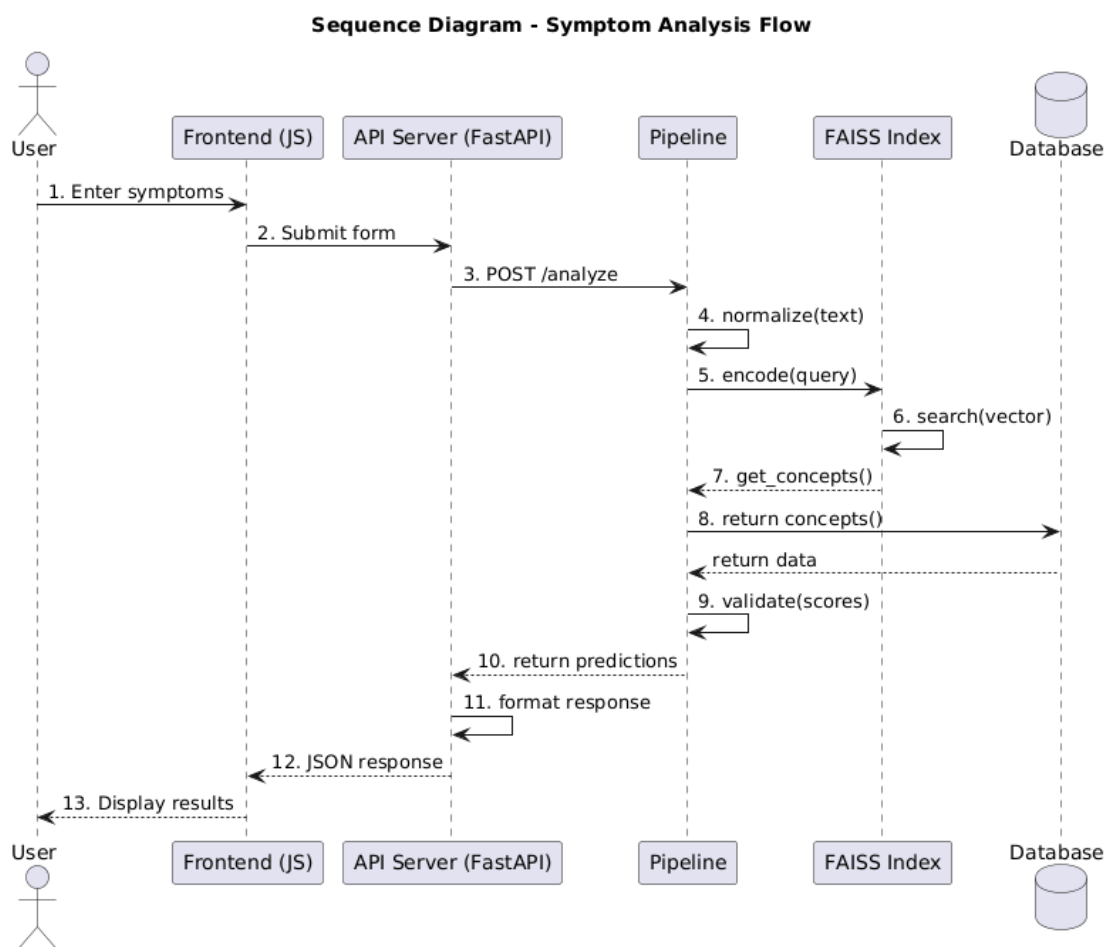 Sequence Diagram - Symptom Analysis Flow
User
Frontend (JS)
API Server (FastAPI)
Pipeline
FAISS Index
Database
1. Enter symptoms
2. Submit form
3. POST /analyze
4. normalize(text)
5. encode(query)
6. search(vector)
7. get_concepts()
8. return concepts()
return data
9. validate(scores)
10. return predictions
11. format response
12. JSON response
13. Display results
User
Frontend (JS)
API Server (FastAPI)
Pipeline
FAISS Index
Database